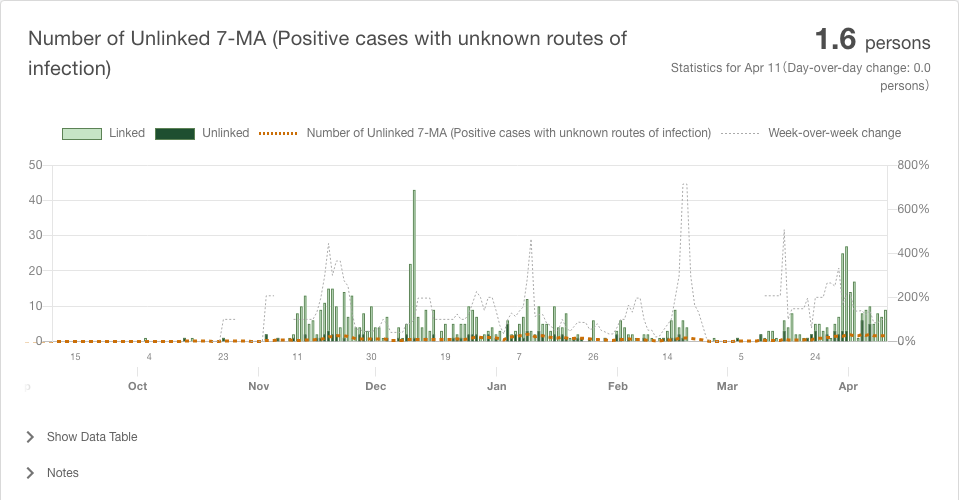 Number of Unlinked 7-MA (Positive cases with unknown routes of
infection)
1.6 persons
Statistics for Apr 11(Day-over-day change: 0.0
persons)
Linked Unlinked Number of Unlinked 7-MA (Positive cases with unknown routes of infection) Week-over-week change
50 800%
40 600%
30 400%
20
10 200%
0 0%
15 4 23 11 30 19 7 26 14 5 24
Oct Nov Dec Jan Feb Mar Apr
Show Data Table
Notes